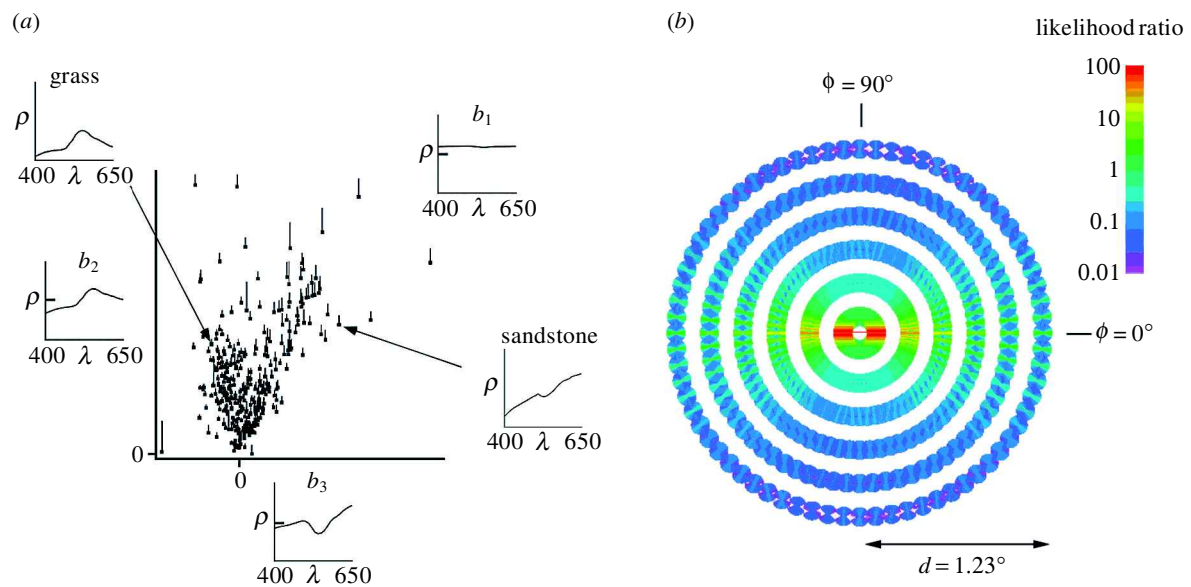 (a)
grass
ρ
400 λ 650
b1
ρ
400 λ 650
b2
ρ
400 λ 650
sandstone
ρ
400 λ 650
0
0
b3
ρ
400 λ 650
(b)
likelihood ratio
100
10
1
0.1
0.01
ϕ = 90°
ϕ = 0°
d = 1.23°